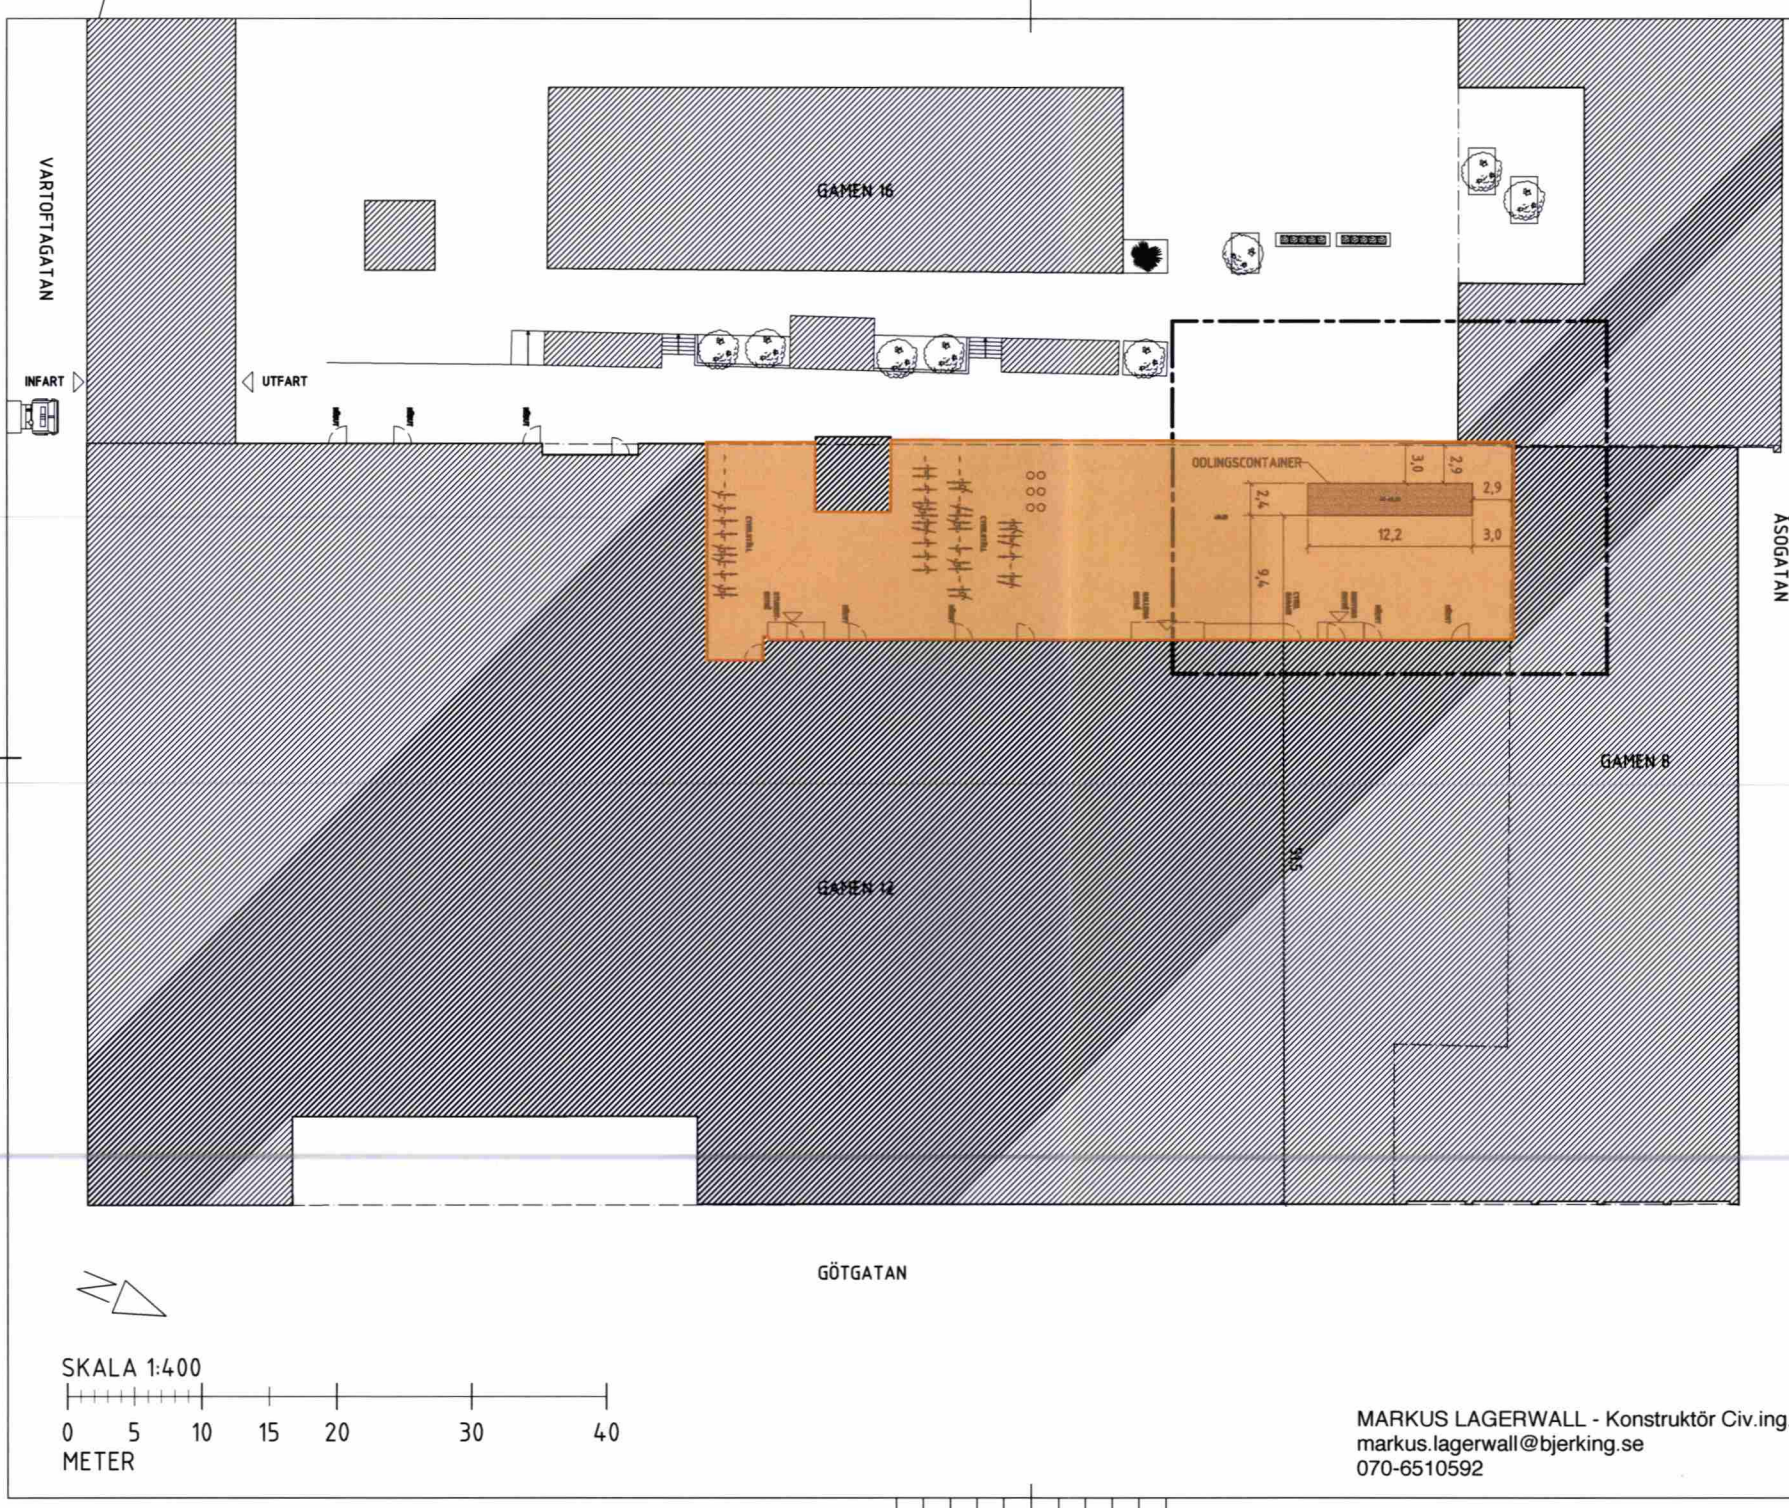 VARTOFTAGATAN
GAMEN 16
INFART
UTFART
ODLINGSCONTAINER
3,0
2,9
2,9
2,4
12,2
3,0
9,4
ÅSÖGATAN
GAMEN 8
GAMEN 12
GÖTGATAN
SKALA 1:400
0 5 10 15 20 30 40
METER
MARKUS LAGERWALL - Konstruktör Civ.ing
markus.lagerwall@bjerking.se
070-6510592